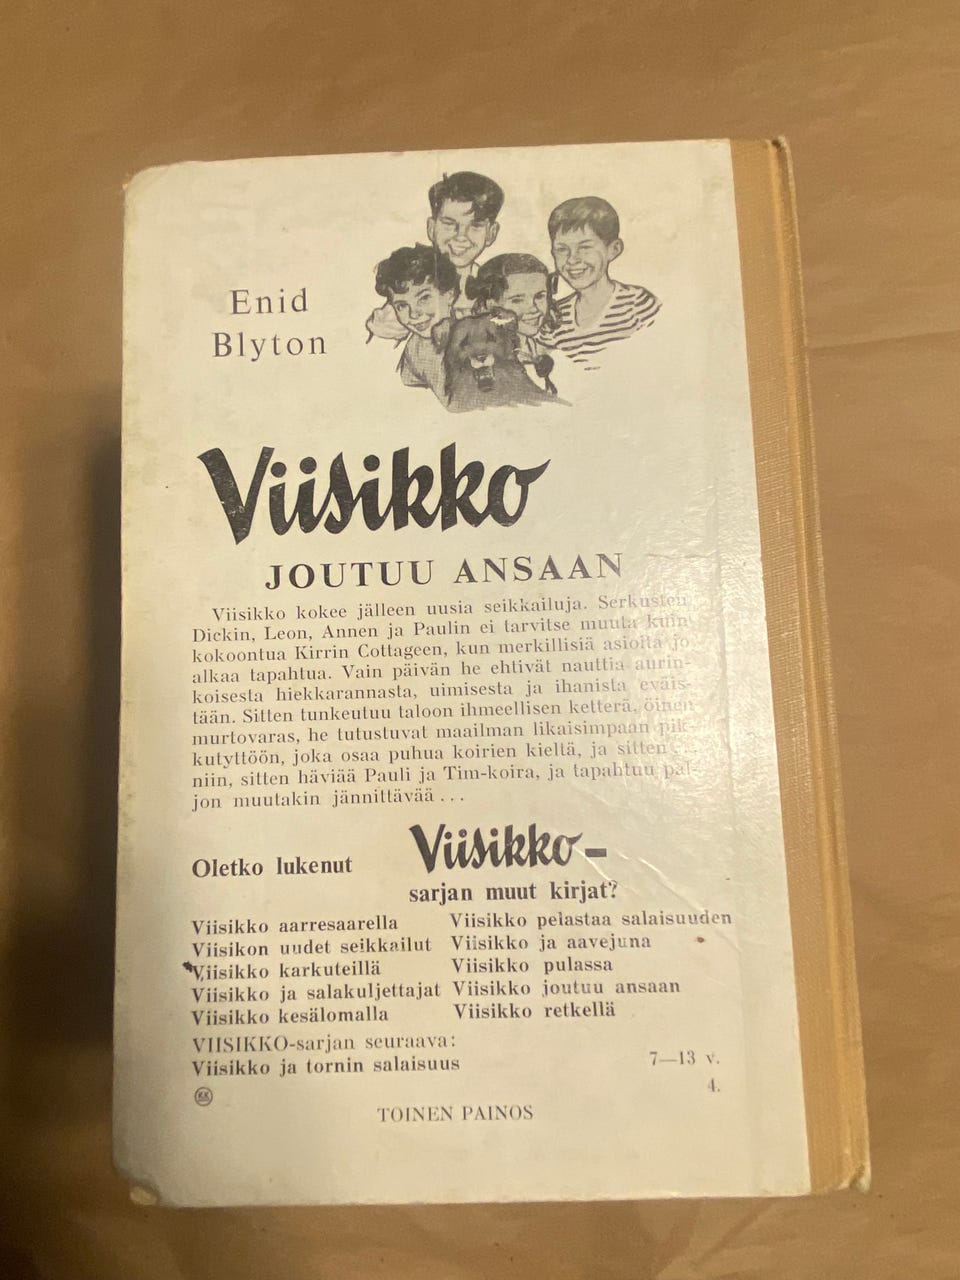 Enid
Blyton
Viisikko
JOUTUU ANSAAN
Viisikko kokee jälleen uusia seikkailuja. Serkusten
Dickin, Leon, Annen ja Paulin ei tarvitse muuta kuin
kokoontua Kirrin Cottageen, kun merkillisiä asioita jo
alkaa tapahtua. Vain päivän he ehtivät nauttia aurin-
koisesta hiekkarannasta, uimisesta ja ihanista eväis-
tään. Sitten tunkeutuu taloon ihmeellisen ketterä, öinen
murtovaras, he tutustuvat maailman likaisimpaan pik-
kutyttöön, joka osaa puhua koirien kieltä, ja sitten ...
niin, sitten häviää Pauli ja Tim-koira, ja tapahtuu pal-
jon muutakin jännittävää ...
Oletko lukenut Viisikko-
sarjan muut kirjat?
Viisikko aarresaarella
Viisikon uudet seikkailut
Viisikko karkuteillä
Viisikko ja salakuljettajat
Viisikko kesälomalla
Viisikko pelastaa salaisuuden
Viisikko ja aavejuna
Viisikko pulassa
Viisikko joutuu ansaan
Viisikko retkellä
VIISIKKO-sarjan seuraava:
Viisikko ja tornin salaisuus
7—13 v.
4.
KK
TOINEN PAINOS